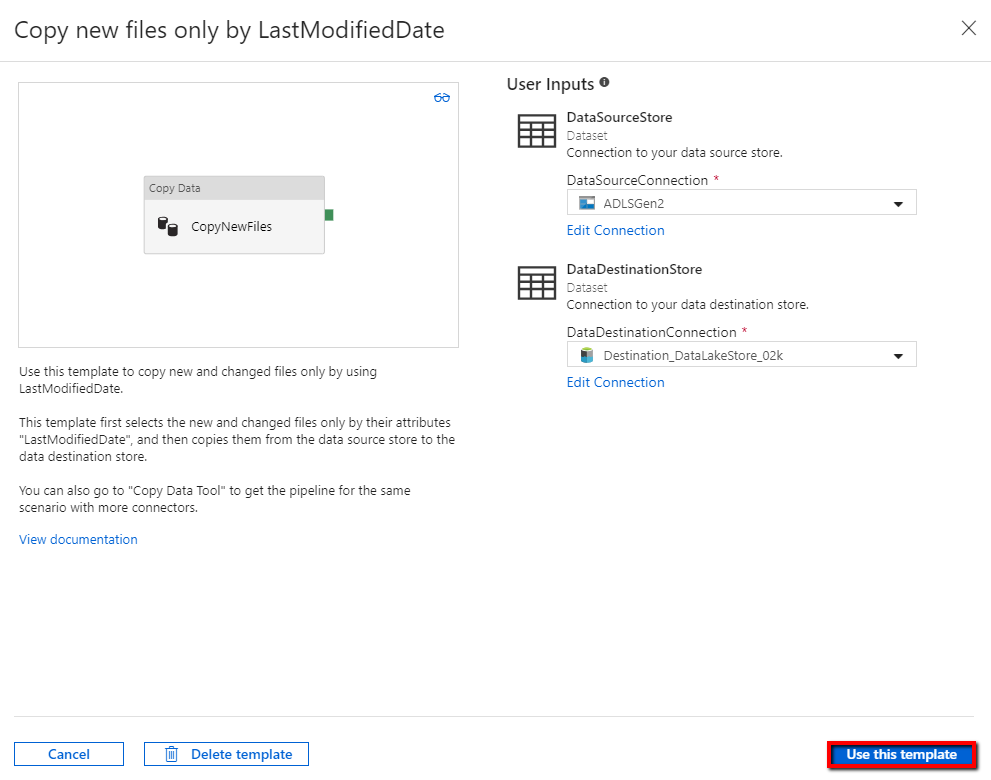 Copy new files only by LastModifiedDate
Copy Data
CopyNewFiles
Use this template to copy new and changed files only by using
LastModifiedDate.
This template first selects the new and changed files only by their attributes
"LastModifiedDate", and then copies them from the data source store to the
data destination store.
You can also go to "Copy Data Tool" to get the pipeline for the same
scenario with more connectors.
View documentation
User Inputs
DataSourceStore
Dataset
Connection to your data source store.
DataSourceConnection *
ADLSGen2
Edit Connection
DataDestinationStore
Dataset
Connection to your data destination store.
DataDestinationConnection *
Destination_DataLakeStore_02k
Edit Connection
Cancel
Delete template
Use this template